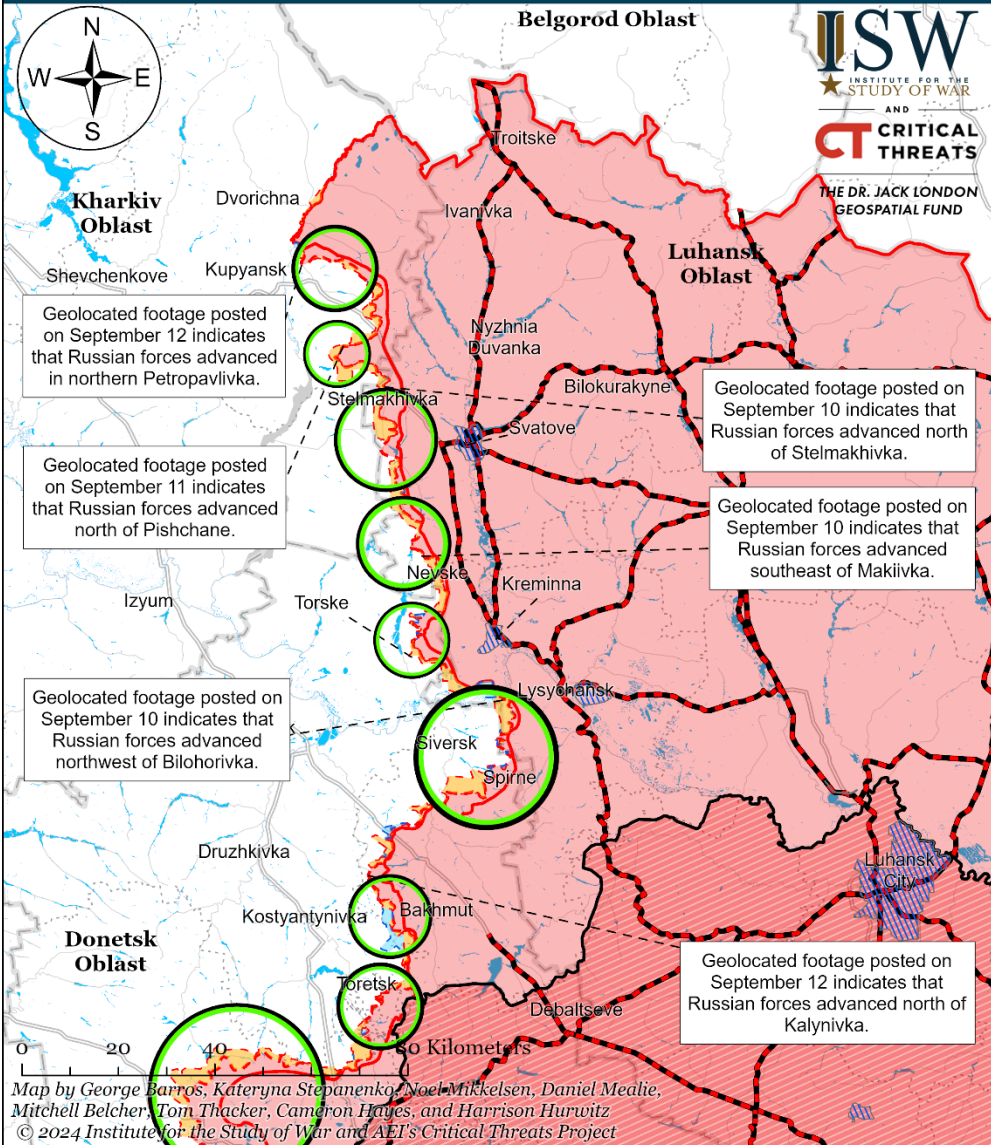 Belgorod Oblast
N
W E
S
ISW
INSTITUTE FOR THE
STUDY OF WAR
AND
CT CRITICAL
THREATS
THE DR. JACK LONDON
GEOSPATIAL FUND
Troitske
Dvorichna
Kharkiv
Oblast
Ivanivka
Luhansk
Oblast
Shevchenkove
Kupyansk
Geolocated footage posted
on September 12 indicates
that Russian forces advanced
in northern Petropavlivka.
Nyzhnia
Duvanka
Bilokurakyne
Stelmakhivka
Svatove
Geolocated footage posted on
September 10 indicates that
Russian forces advanced north
of Stelmakhivka.
Geolocated footage posted
on September 11 indicates
that Russian forces advanced
north of Pishchane.
Geolocated footage posted on
September 10 indicates that
Russian forces advanced
southeast of Makiivka.
Nevske
Kreminna
Izyum
Torske
Lysychansk
Geolocated footage posted on
September 10 indicates that
Russian forces advanced
northwest of Bilohorivka.
Siversk
Spirne
Druzhkivka
Luhansk
City
Kostyantynivka
Bakhmut
Donetsk
Oblast
Geolocated footage posted on
September 12 indicates that
Russian forces advanced north of
Kalynivka.
Toretsk
Debaltseve
0 20 40 80 Kilometers
Map by George Barros, Kateryna Stepanenko, Noel Mikkelsen, Daniel Mealie,
Mitchell Belcher, Tom Thacker, Cameron Hayes, and Harrison Hurwitz
© 2024 Institute for the Study of War and AEI's Critical Threats Project